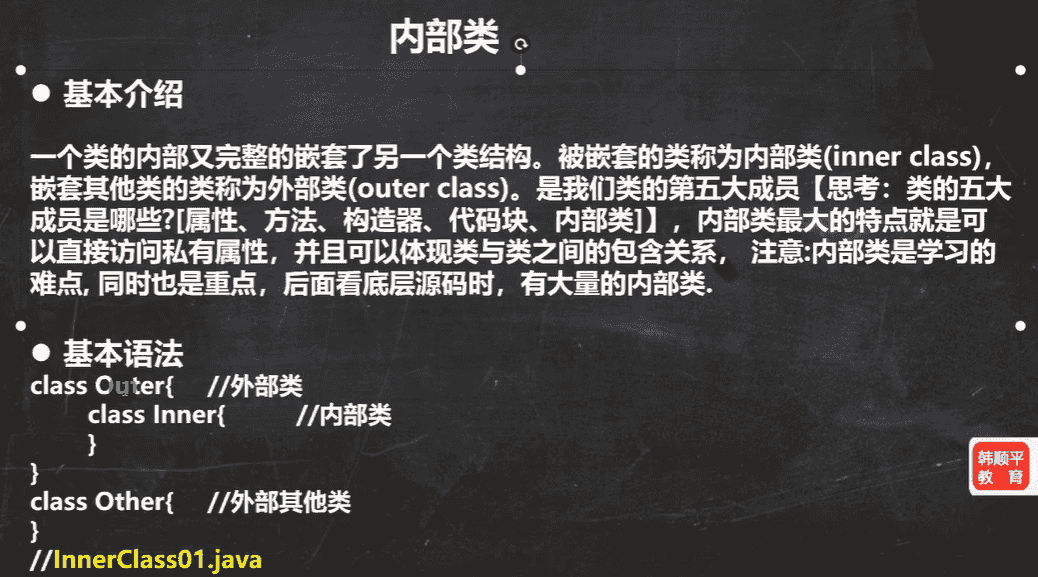 内部类
● 基本介绍
一个类的内部又完整的嵌套了另一个类结构。被嵌套的类称为内部类(inner class)，
嵌套其他类的类称为外部类(outer class)。是我们类的第五大成员【思考：类的五大
成员是哪些?[属性、方法、构造器、代码块、内部类]】，内部类最大的特点就是可
以直接访问私有属性，并且可以体现类与类之间的包含关系， 注意:内部类是学习的
难点, 同时也是重点，后面看底层源码时，有大量的内部类.
● 基本语法
class Outer{ //外部类
class Inner{ //内部类
}
}
class Other{ //外部其他类
}
//InnerClass01.java
韩顺平
教 育